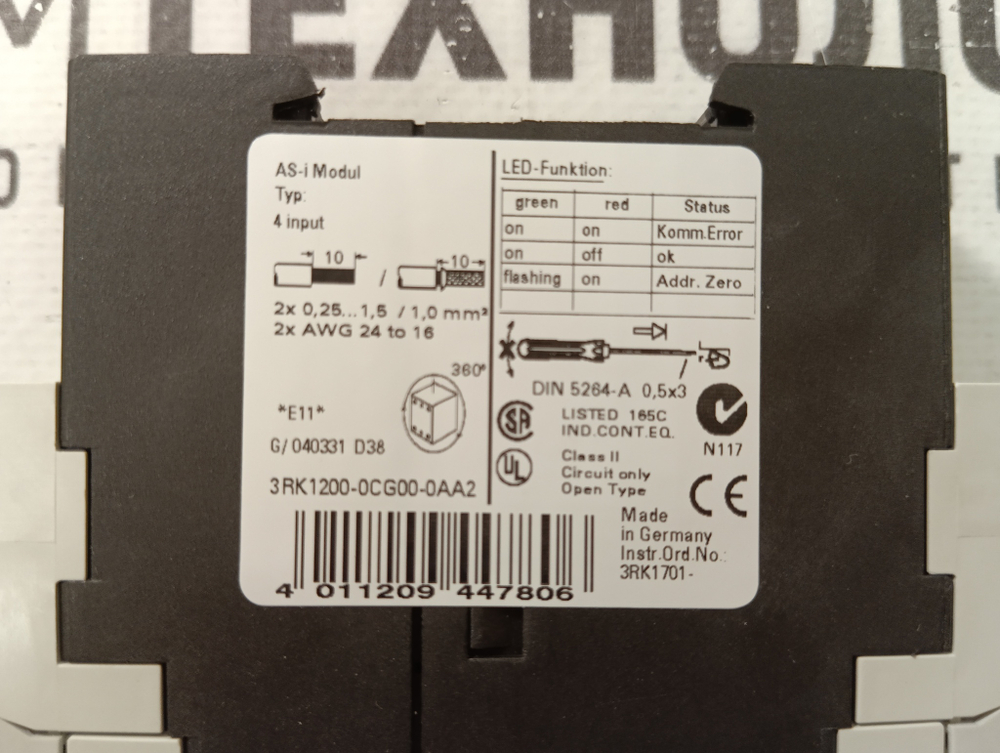 AS-i Modul
Typ:
4 input
10
/
10
2x 0,25...1,5 / 1,0 mm²
2x AWG 24 to 16
360°
*E11*
G/ 040331 D38
3RK1200-0CG00-0AA2
LED-Funktion:
green red Status
on on Komm.Error
on off ok
flashing on Addr. Zero
DIN 5264-A 0,5x3
SA
LISTED 165C
IND.CONT.EQ.
N117
UL
Class II
Circuit only
Open Type
CE
Made
in Germany
Instr.Ord.No.:
3RK1701-
4 011209 447806